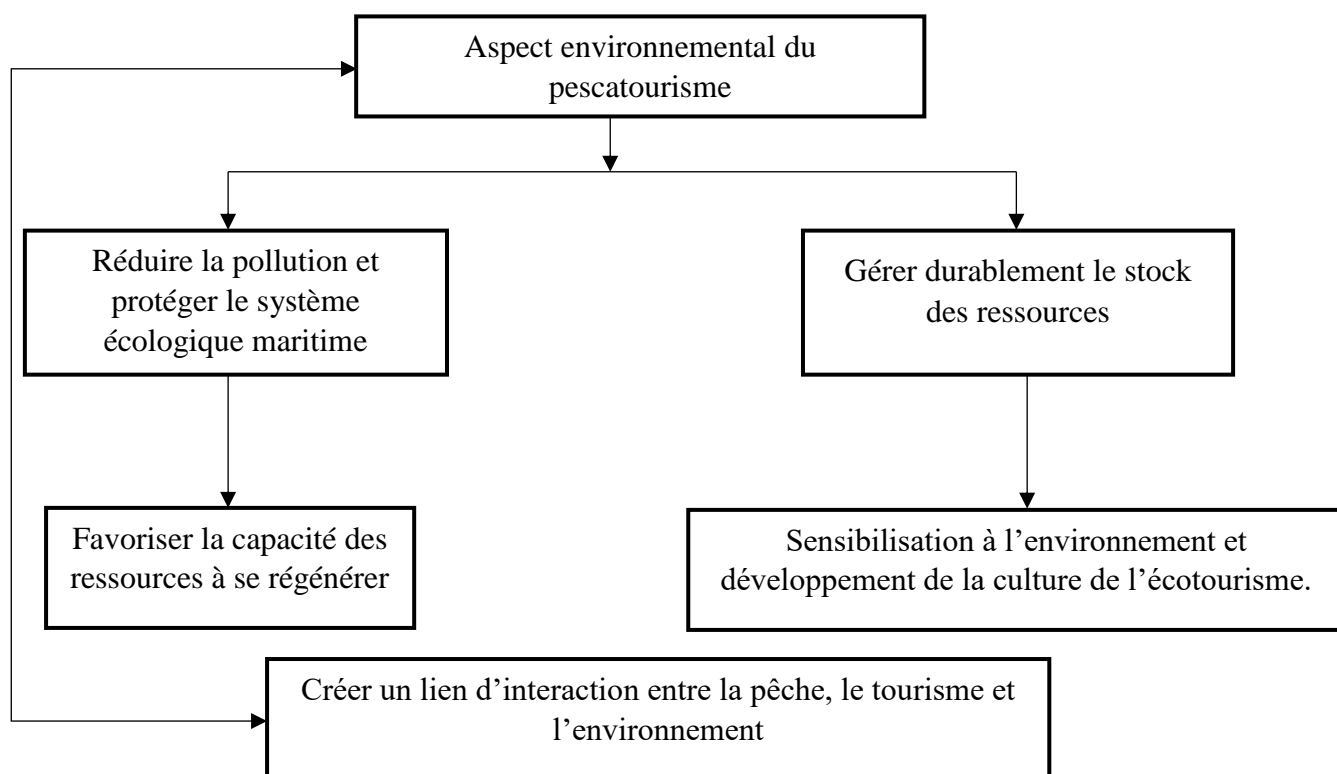 Aspect environnemental du
pescatourisme
Réduire la pollution et
protéger le système
écologique maritime
Gérer durablement le stock
des ressources
Favoriser la capacité des
ressources à se régénérer
Sensibilisation à l’environnement et
développement de la culture de l’écotourisme.
Créer un lien d’interaction entre la pêche, le tourisme et
l’environnement